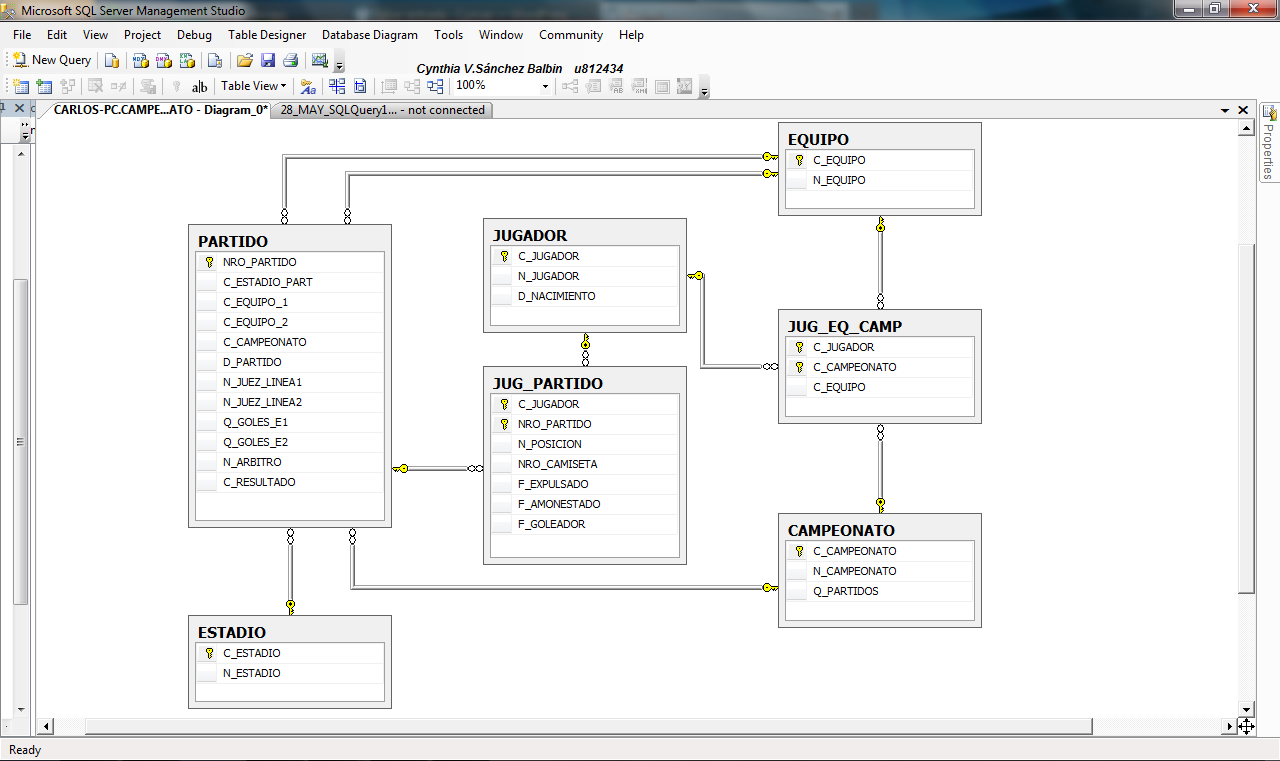 Microsoft SQL Server Management Studio
File Edit View Project Debug Table Designer Database Diagram Tools Window Community Help
New Query
Cynthia V.Sánchez Balbin u812434
ab Table View 100%
CARLOS-PC.CAMPE...ATO - Diagram_0* 28_MAY_SQLQuery1... - not connected
Properties
EQUIPO
C_EQUIPO
N_EQUIPO
PARTIDO
NRO_PARTIDO
C_ESTADIO_PART
C_EQUIPO_1
C_EQUIPO_2
C_CAMPEONATO
D_PARTIDO
N_JUEZ_LINEA1
N_JUEZ_LINEA2
Q_GOLES_E1
Q_GOLES_E2
N_ARBITRO
C_RESULTADO
JUGADOR
C_JUGADOR
N_JUGADOR
D_NACIMIENTO
JUG_EQ_CAMP
C_JUGADOR
C_CAMPEONATO
C_EQUIPO
JUG_PARTIDO
C_JUGADOR
NRO_PARTIDO
N_POSICION
NRO_CAMISETA
F_EXPULSADO
F_AMONESTADO
F_GOLEADOR
CAMPEONATO
C_CAMPEONATO
N_CAMPEONATO
Q_PARTIDOS
ESTADIO
C_ESTADIO
N_ESTADIO
Ready